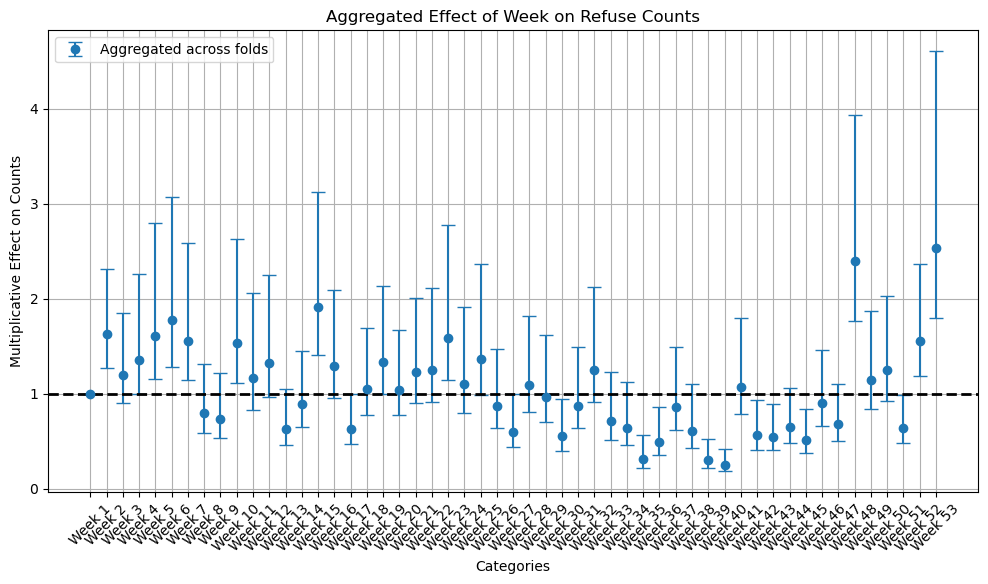 Aggregated Effect of Week on Refuse Counts
Aggregated across folds
Multiplicative Effect on Counts
4
3
2
1
0
Week 1
Week 2
Week 3
Week 4
Week 5
Week 6
Week 7
Week 8
Week 9
Week 10
Week 11
Week 12
Week 13
Week 14
Week 15
Week 16
Week 17
Week 18
Week 19
Week 20
Week 21
Week 22
Week 23
Week 24
Week 25
Week 26
Week 27
Week 28
Week 29
Week 30
Week 31
Week 32
Week 33
Week 34
Week 35
Week 36
Week 37
Week 38
Week 39
Week 40
Week 41
Week 42
Week 43
Week 44
Week 45
Week 46
Week 47
Week 48
Week 49
Week 50
Week 51
Week 52
Week 53
Categories